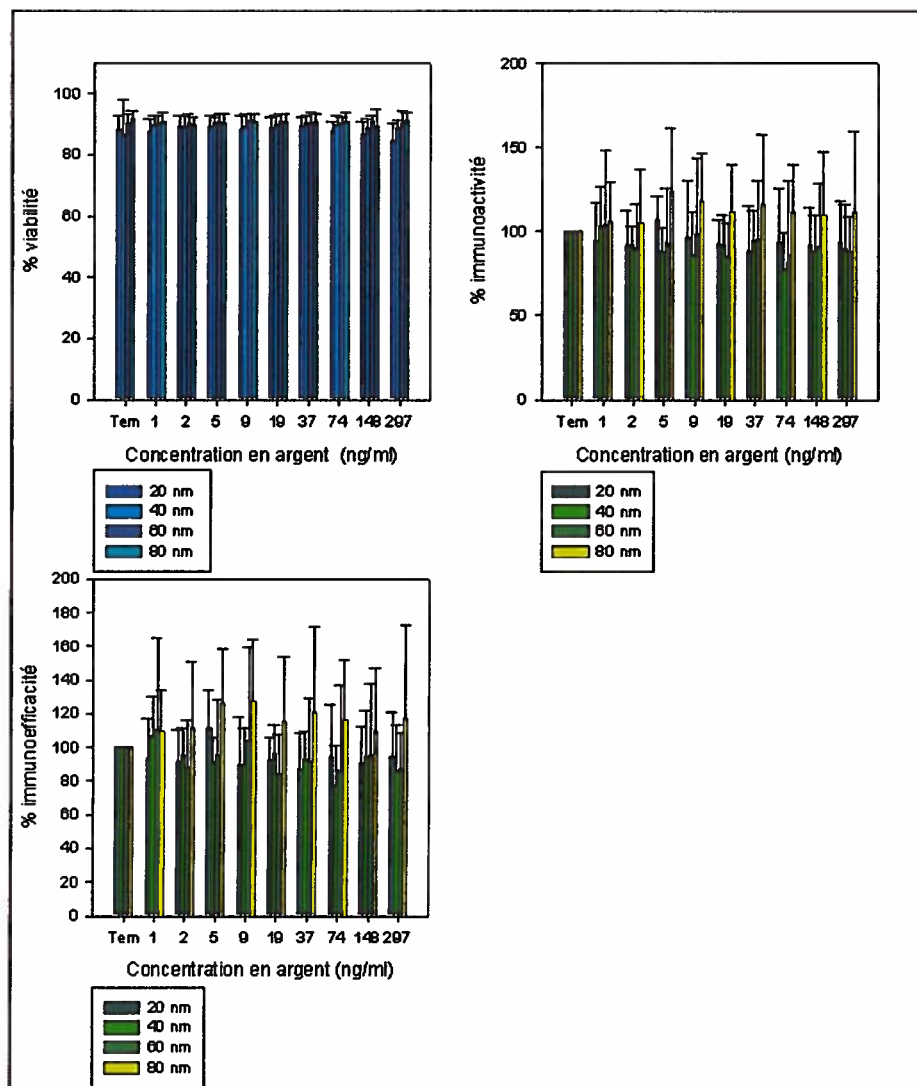 % viabilité
100
80
60
40
20
0
Tem 1 2 5 9 19 37 74 148 297
Concentration en argent (ng/ml)
20 nm
40 nm
60 nm
80 nm
% immunoactivité
200
150
100
50
0
Tem 1 2 5 9 19 37 74 148 297
Concentration en argent (ng/ml)
20 nm
40 nm
60 nm
80 nm
% immunoefficacité
200
180
160
140
120
100
80
60
40
20
0
Tem 1 2 5 9 19 37 74 148 297
Concentration en argent (ng/ml)
20 nm
40 nm
60 nm
80 nm